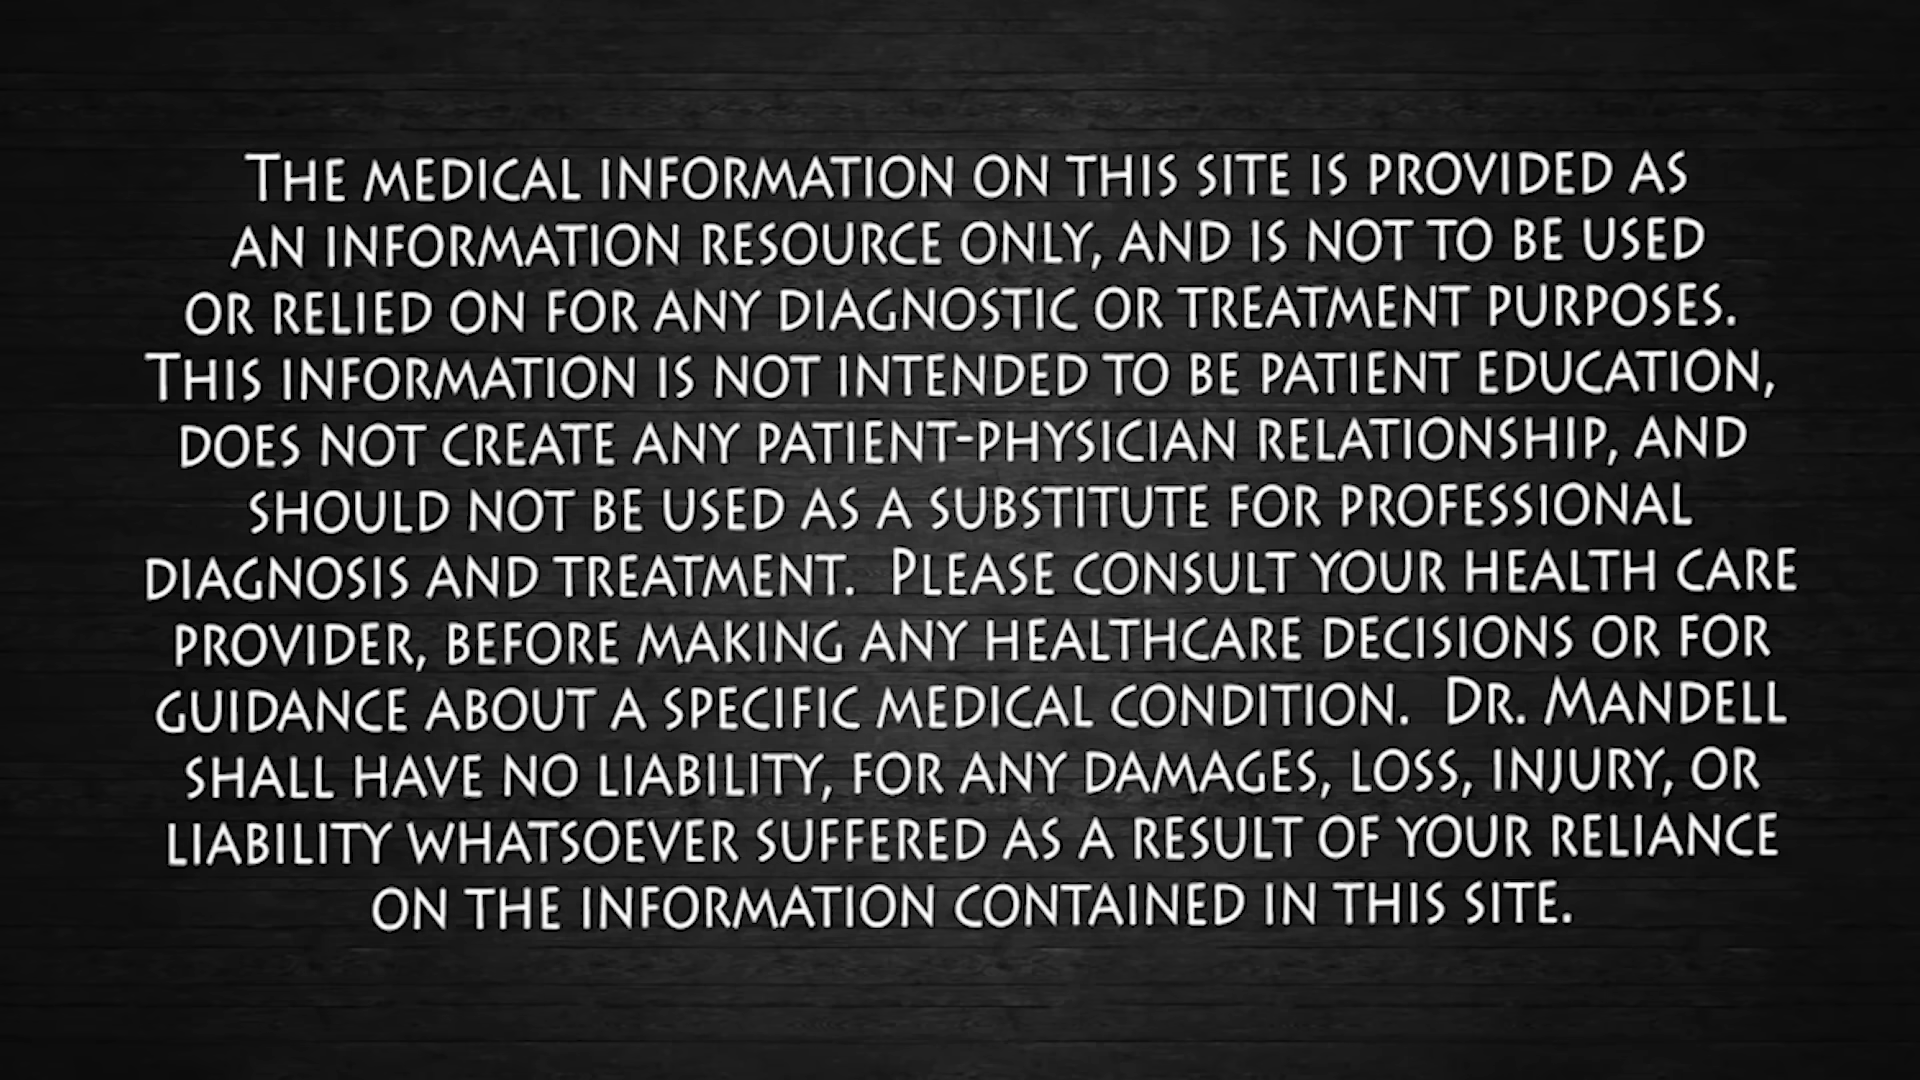 The medical information on this site is provided as
an information resource only, and is not to be used
or relied on for any diagnostic or treatment purposes.
This information is not intended to be patient education,
does not create any patient-physician relationship, and
should not be used as a substitute for professional
diagnosis and treatment.  Please consult your health care
provider, before making any healthcare decisions or for
guidance about a specific medical condition.  Dr. Mandell
shall have no liability, for any damages, loss, injury, or
liability whatsoever suffered as a result of your reliance
on the information contained in this site.